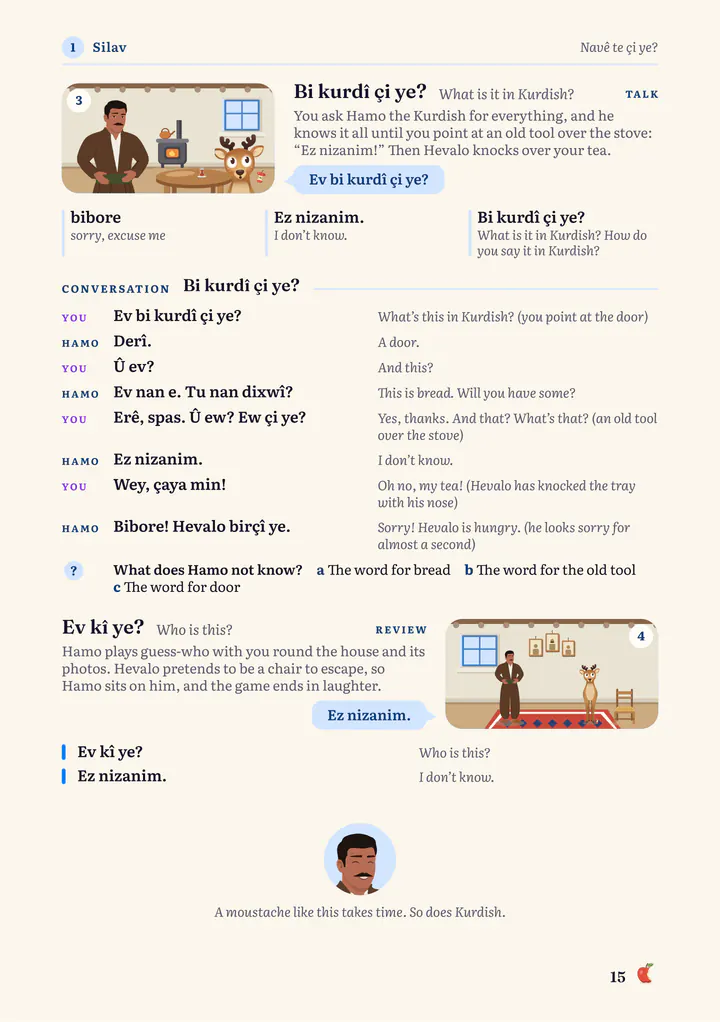 1 Silav
Navê te çi ye?
3
Bi kurdî çi ye? What is it in Kurdish? TALK
You ask Hamo the Kurdish for everything, and he
knows it all until you point at an old tool over the stove:
“Ez nizanim!” Then Hevalo knocks over your tea.
Ev bi kurdî çi ye?
bibore
sorry, excuse me
Ez nizanim.
I don’t know.
Bi kurdî çi ye?
What is it in Kurdish? How do
you say it in Kurdish?
CONVERSATION Bi kurdî çi ye?
YOU Ev bi kurdî çi ye? What’s this in Kurdish? (you point at the door)
HAMO Derî. A door.
YOU Û ev? And this?
HAMO Ev nan e. Tu nan dixwî? This is bread. Will you have some?
YOU Erê, spas. Û ew? Ew çi ye? Yes, thanks. And that? What’s that? (an old tool
over the stove)
HAMO Ez nizanim. I don’t know.
YOU Wey, çaya min! Oh no, my tea! (Hevalo has knocked the tray
with his nose)
HAMO Bibore! Hevalo birçî ye. Sorry! Hevalo is hungry. (he looks sorry for
almost a second)
? What does Hamo not know? a The word for bread b The word for the old tool
c The word for door
Ev kî ye? Who is this? REVIEW
Hamo plays guess-who with you round the house and its
photos. Hevalo pretends to be a chair to escape, so
Hamo sits on him, and the game ends in laughter.
Ez nizanim.
4
Ev kî ye? Who is this?
Ez nizanim. I don’t know.
A moustache like this takes time. So does Kurdish.
15